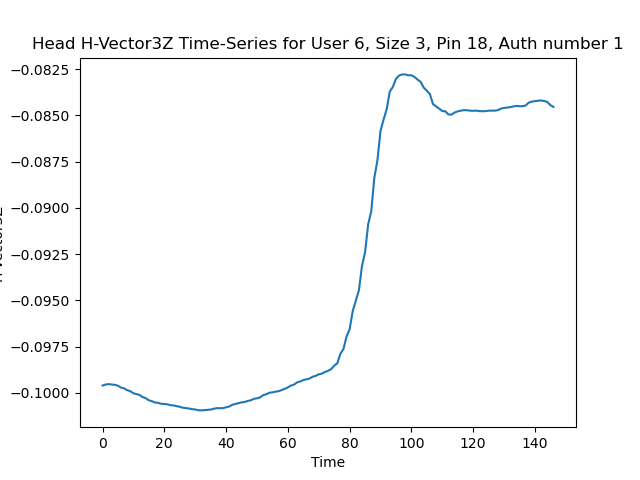 Head H-Vector3Z Time-Series for User 6, Size 3, Pin 18, Auth number 1
−0.0825
−0.0850
−0.0875
−0.0900
−0.0925
−0.0950
−0.0975
−0.1000
0 20 40 60 80 100 120 140
Time